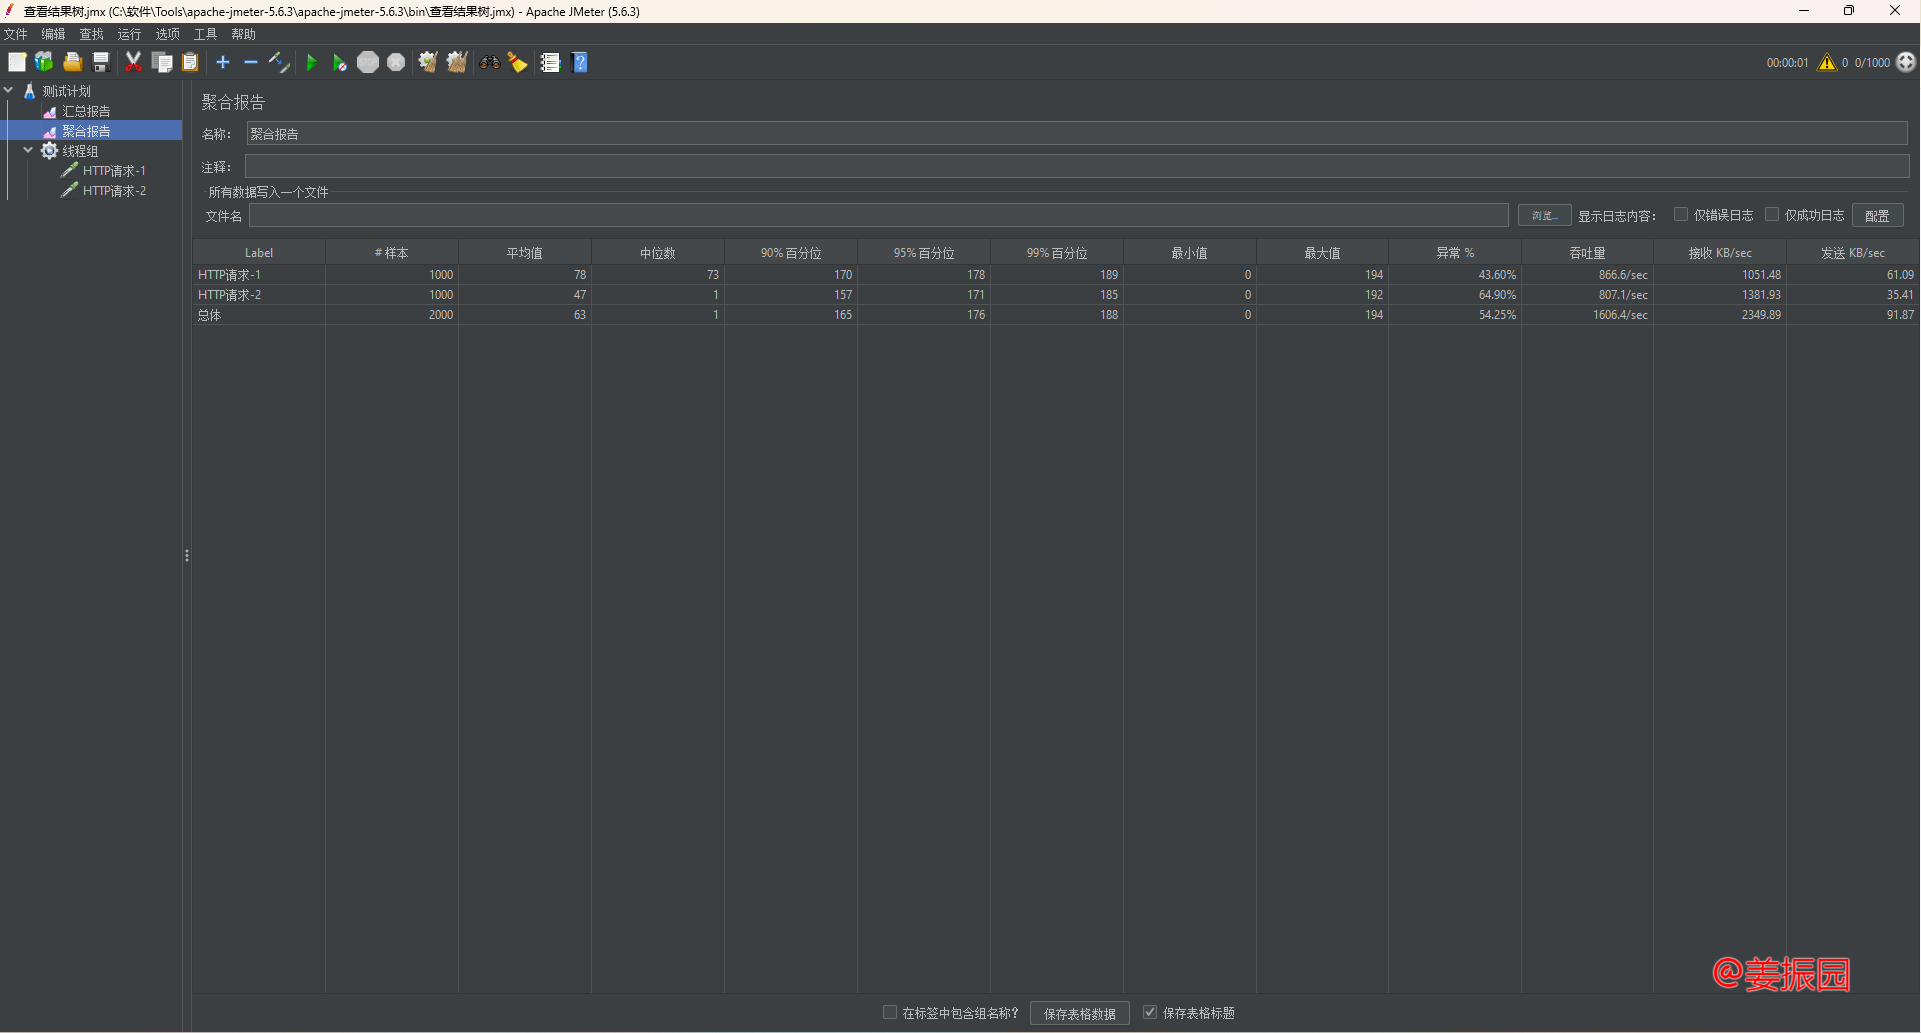 查看结果树.jmx (C:\软件\Tools\apache-jmeter-5.6.3\apache-jmeter-5.6.3\bin\查看结果树.jmx) - Apache JMeter (5.6.3)
文件 编辑 查找 运行 选项 工具 帮助
00:00:01 0 0/1000
测试计划
汇总报告
聚合报告
线程组
HTTP请求-1
HTTP请求-2
聚合报告
名称： 聚合报告
注释：
所有数据写入一个文件
文件名 浏览... 显示日志内容： 仅错误日志 仅成功日志 配置
Label # 样本 平均值 中位数 90% 百分位 95% 百分位 99% 百分位 最小值 最大值 异常 % 吞吐量 接收 KB/sec 发送 KB/sec
HTTP请求-1 1000 78 73 170 178 189 0 194 43.60% 866.6/sec 1051.48 61.09
HTTP请求-2 1000 47 1 157 171 185 0 192 64.90% 807.1/sec 1381.93 35.41
总体 2000 63 1 165 176 188 0 194 54.25% 1606.4/sec 2349.89 91.87
@姜振园
在标签中包含组名称？ 保存表格数据 保存表格标题